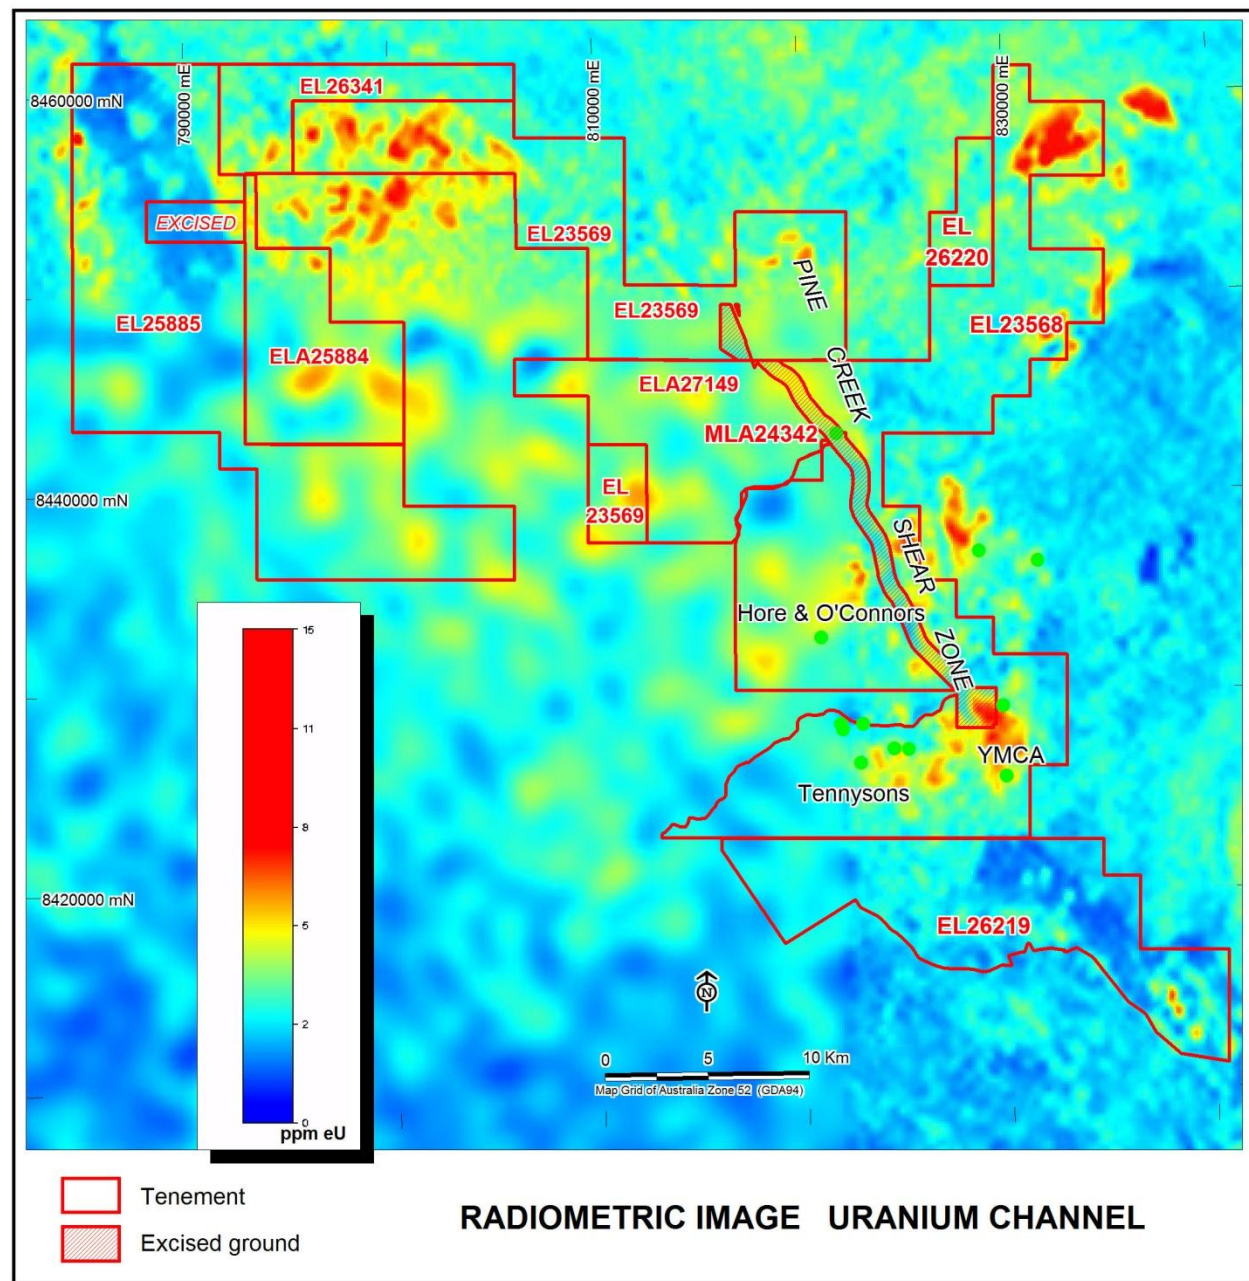 790000 mE
810000 mE
830000 mE
8460000 mN
EL26341
EXCISED
EL23569
EL
26220
PINE
EL25885
EL23569
EL23568
ELA25884
ELA27149
CREEK
MLA24342
8440000 mN
EL
23569
SHEAR
Hore & O'Connors
15
ZONE
11
YMCA
Tennysons
8
8420000 mN
5
EL26219
N
2
0 5 10 Km
Map Grid of Australia Zone 52 (GDA94)
0
ppm eU
Tenement
RADIOMETRIC IMAGE URANIUM CHANNEL
Excised ground